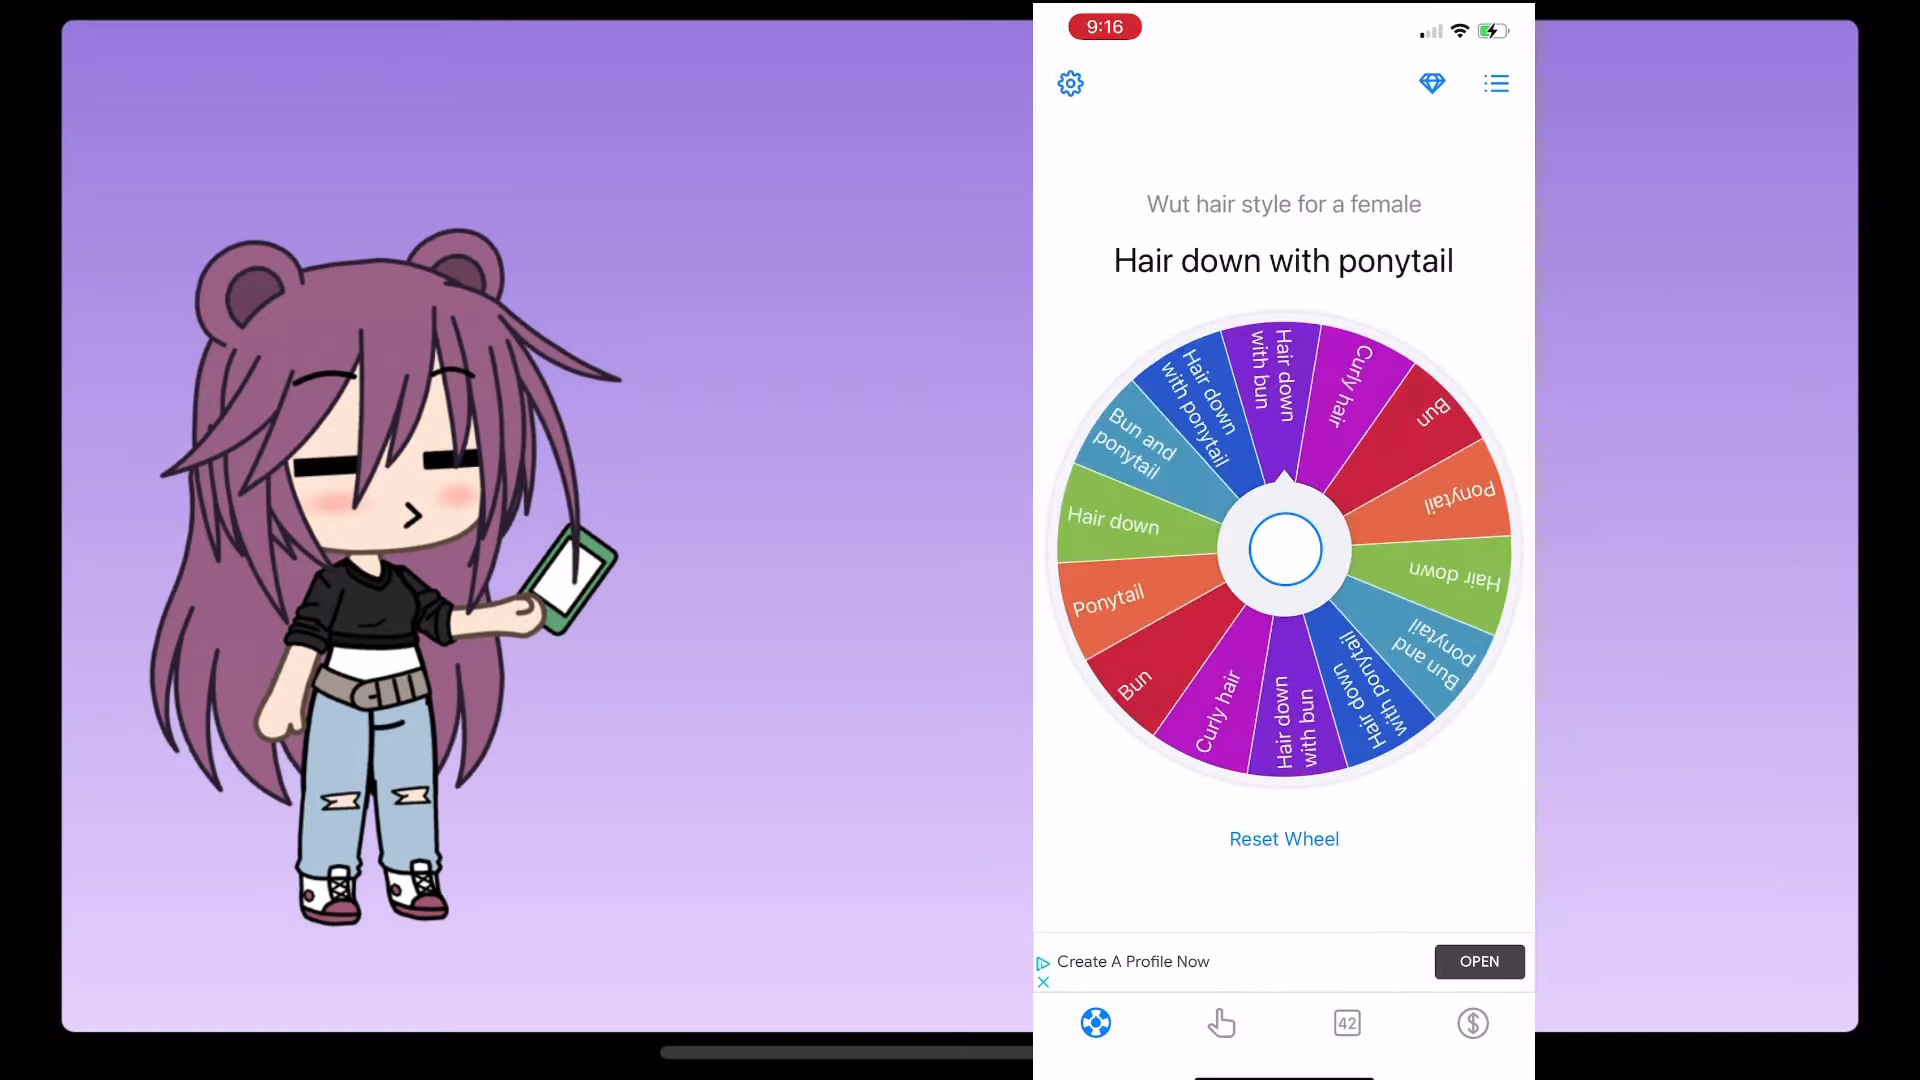 9:16
Wut hair style for a female
Hair down with ponytail
Hair down
with bun
Curly hair
Bun
Ponytail
Hair down
Bun and
ponytail
Hair down
with ponytail
Hair down
with bun
Curly hair
Bun
Ponytail
Hair down
Bun and
ponytail
Hair down
with ponytail
Reset Wheel
Create A Profile Now
OPEN
42
$